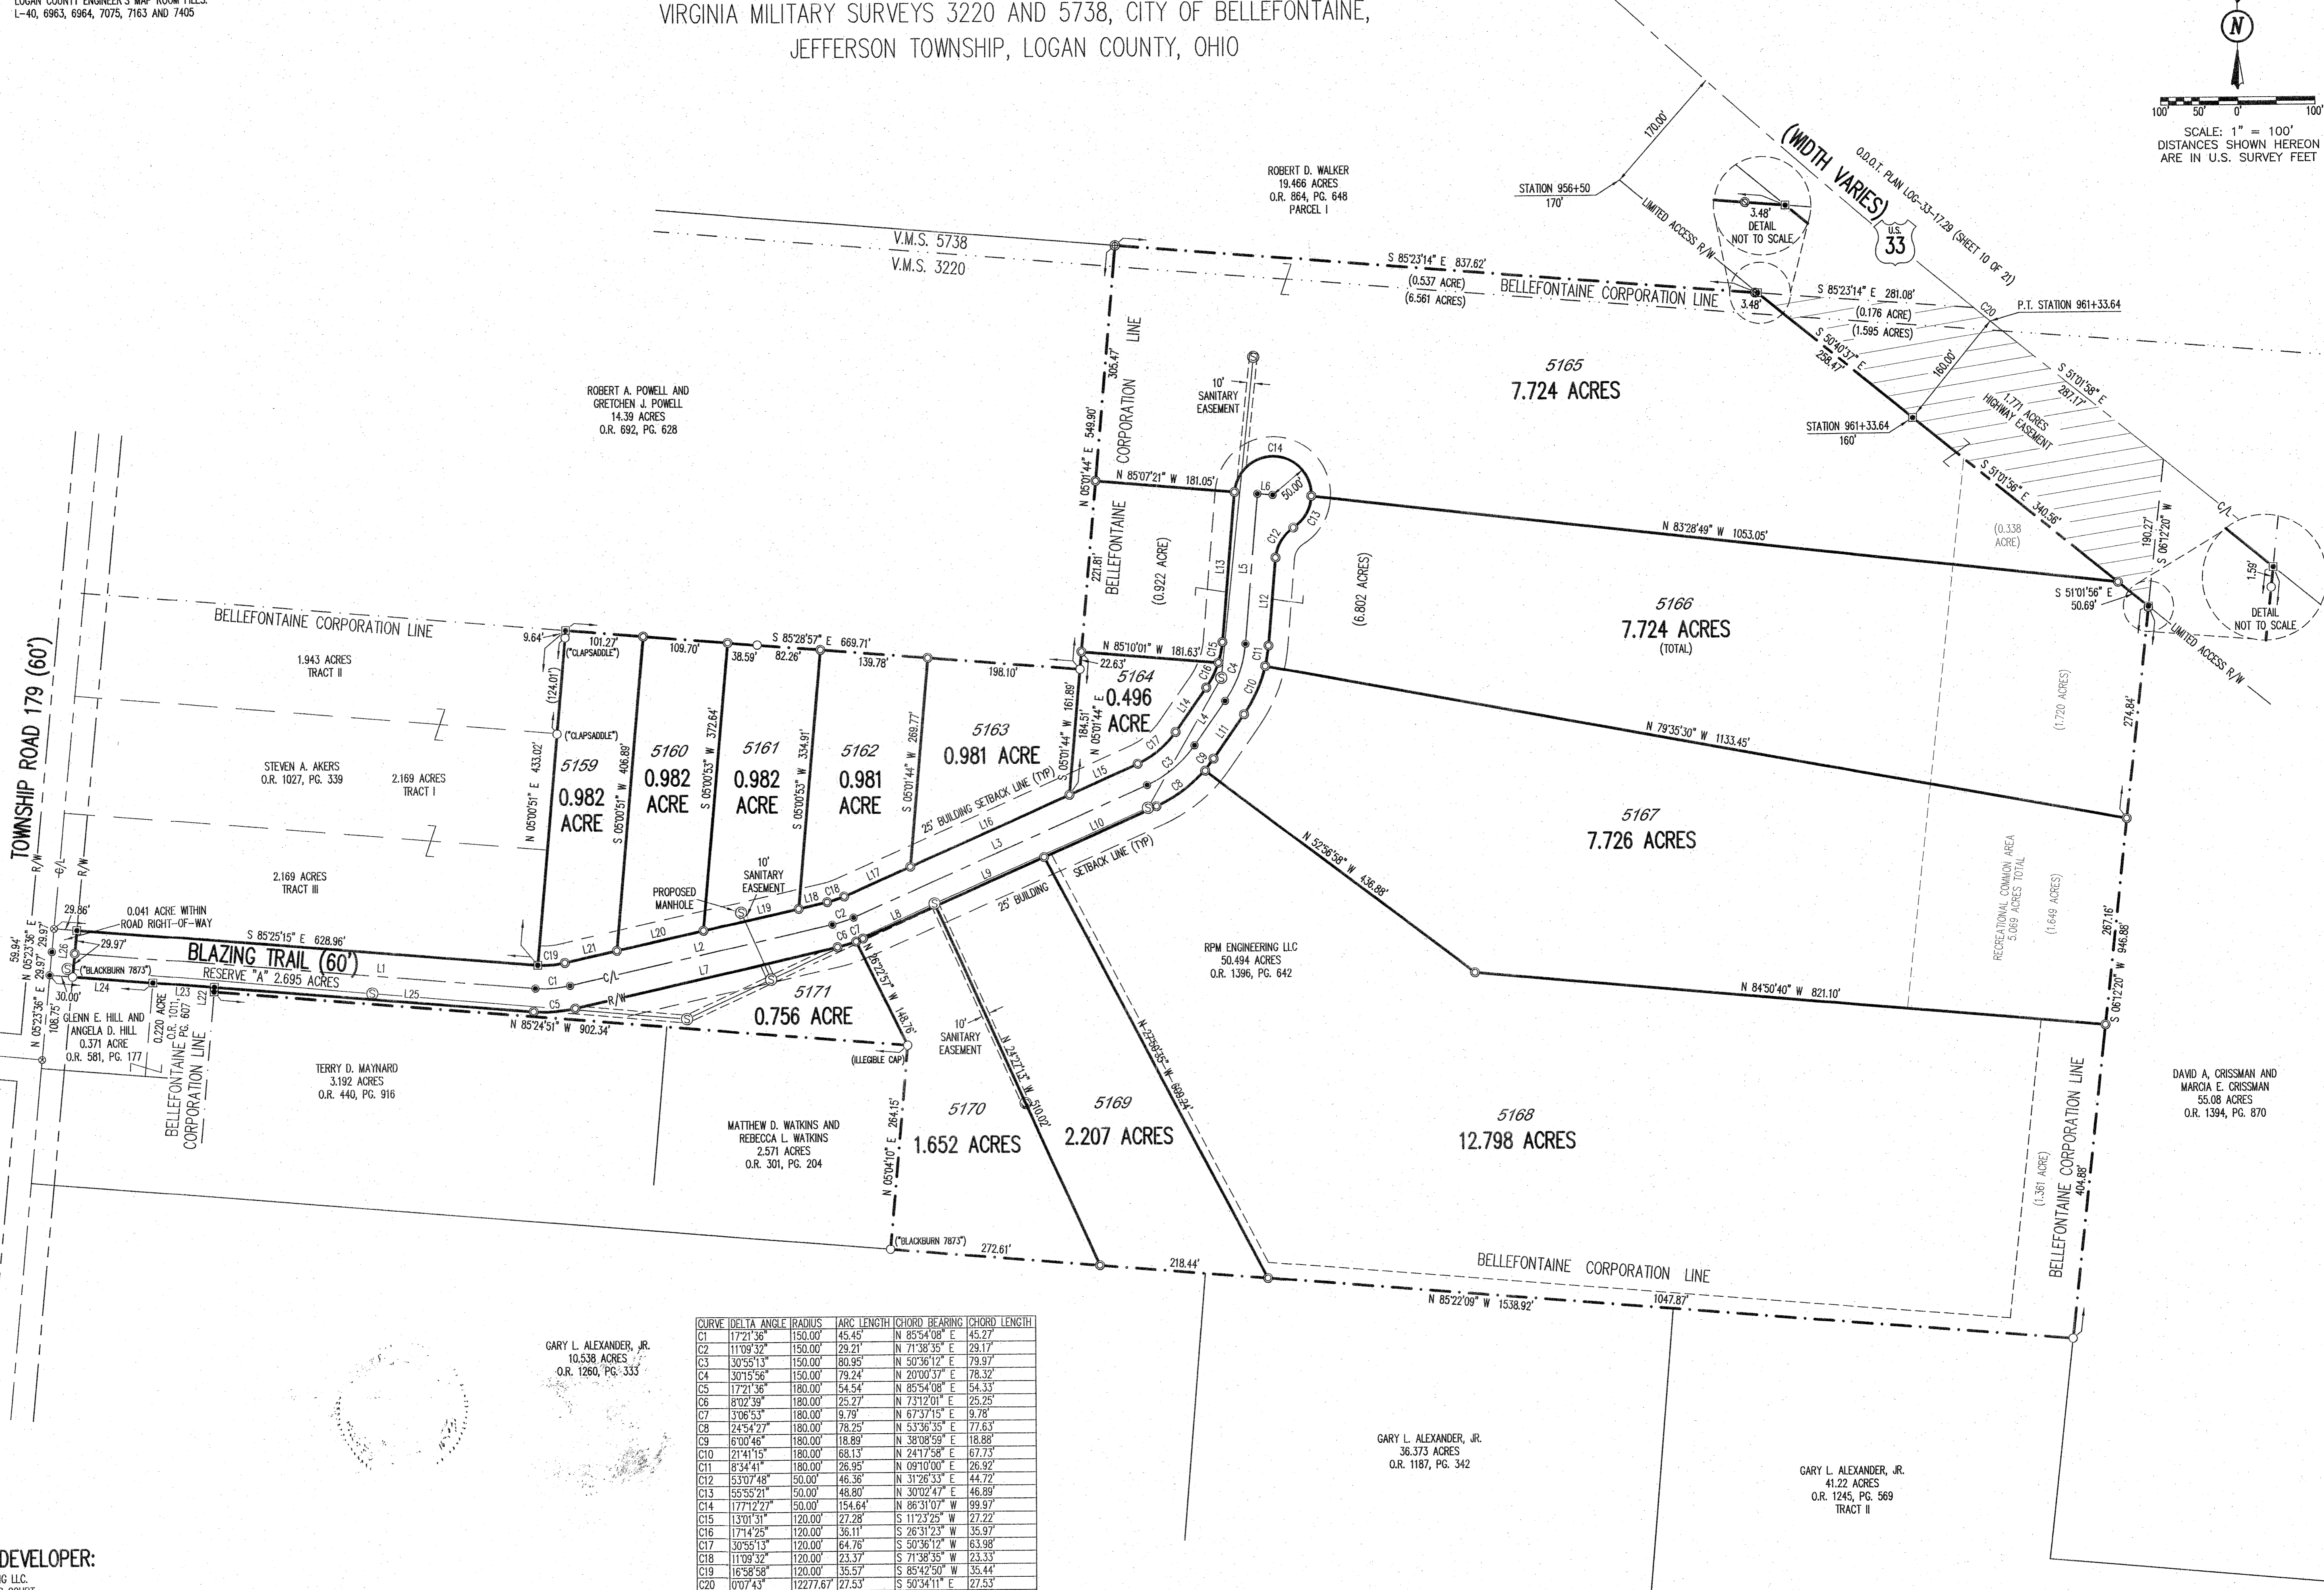 L-40, 6963, 6964, 7075, 7163 AND 7405
VIRGINIA MILITARY SURVEYS 3220 AND 5738, CITY OF BELLEFONTAINE,
JEFFERSON TOWNSHIP, LOGAN COUNTY, OHIO
N
100' 50' 0' 100'
SCALE: 1" = 100'
DISTANCES SHOWN HEREON
ARE IN U.S. SURVEY FEET
170.00'
(WIDTH VARIES)
O.D.O.T. PLAN LOG-33-17.29 (SHEET 10 OF 21)
U.S.
33
STATION 956+50
170'
LIMITED ACCESS R/W
3.48'
DETAIL
NOT TO SCALE
ROBERT D. WALKER
19.466 ACRES
O.R. 864, PG. 648
PARCEL I
V.M.S. 5738
V.M.S. 3220
S 85°23'14" E 837.62'
(0.537 ACRE)
(6.561 ACRES)
BELLEFONTAINE CORPORATION LINE
3.48'
S 85°23'14" E 281.08'
(0.176 ACRE)
(1.595 ACRES)
C20
P.T. STATION 961+33.64
S 50°40'37" E
258.47'
160.00'
S 51°01'58" E
287.17'
1.771 ACRES
HIGHWAY EASEMENT
STATION 961+33.64
160'
S 51°01'56" E 340.56'
190.27'
S 06°12'20" W
C/L
1.59'
DETAIL
NOT TO SCALE
S 51°01'56" E
50.69'
LIMITED ACCESS R/W
(0.338
ACRE)
305.47'
N 05°01'44" E 549.90'
BELLEFONTAINE CORPORATION LINE
10'
SANITARY
EASEMENT
5165
7.724 ACRES
ROBERT A. POWELL AND
GRETCHEN J. POWELL
14.39 ACRES
O.R. 692, PG. 628
N 85°07'21" W 181.05'
C14
L6
50.00'
C13
C12
L13
L5
L12
221.81'
(0.922 ACRE)
(6.802 ACRES)
N 83°28'49" W 1053.05'
5166
7.724 ACRES
(TOTAL)
(1.720 ACRES)
274.84'
TOWNSHIP ROAD 179 (60')
BELLEFONTAINE CORPORATION LINE
9.64'
("CLAPSADDLE")
101.27'
109.70'
38.59'
82.26'
S 85°28'57" E 669.71'
139.78'
198.10'
22.63'
N 85°10'01" W 181.63'
C15
C16
C4
C11
C10
5164
0.496
ACRE
1.943 ACRES
TRACT II
(124.01')
("CLAPSADDLE")
N 05°00'51" E 433.02'
S 05°00'51" W 406.89'
S 05°00'53" W 372.64'
S 05°00'53" W 334.91'
S 05°01'44" W 269.77'
S 05°01'44" W 161.89'
184.51'
N 05°01'44" E
STEVEN A. AKERS
O.R. 1027, PG. 339
2.169 ACRES
TRACT I
5159
0.982
ACRE
5160
0.982
ACRE
5161
0.982
ACRE
5162
0.981
ACRE
5163
0.981 ACRE
L14
L4
L11
C17
C3
C9
C8
L15
L16
25' BUILDING SETBACK LINE (TYP)
L3
L10
N 79°35'30" W 1133.45'
5167
7.726 ACRES
N 52°56'58" W 436.88'
2.169 ACRES
TRACT III
PROPOSED
MANHOLE
10'
SANITARY
EASEMENT
L17
C18
L18
C2
L19
L20
L21
C19
L2
L9
L8
C6
C7
L7
25' BUILDING SETBACK LINE (TYP)
R/W
C/L
R/W
29.86'
0.041 ACRE WITHIN
ROAD RIGHT-OF-WAY
S 85°25'15" E 628.96'
BLAZING TRAIL (60')
RESERVE "A" 2.695 ACRES
L1
C1
C/L
C5
R/W
59.94'
N 05°23'36" E
29.97'
29.97'
L26
29.97'
("BLACKBURN 7873")
L24
L23
L22
L25
30.00'
N 05°23'36" E
108.75'
N 85°24'51" W 902.34'
GLENN E. HILL AND
ANGELA D. HILL
0.371 ACRE
O.R. 581, PG. 177
0.220 ACRE
O.R. 1011,
PG. 607
BELLEFONTAINE
CORPORATION LINE
TERRY D. MAYNARD
3.192 ACRES
O.R. 440, PG. 916
5171
0.756 ACRE
N 26°22'57" W 148.76'
(ILLEGIBLE CAP)
10'
SANITARY
EASEMENT
N 24°27'13" W 510.02'
N 27°59'35" W 609.24'
RPM ENGINEERING LLC
50.494 ACRES
O.R. 1396, PG. 642
N 84°50'40" W 821.10'
RECREATIONAL COMMON AREA
5.069 ACRES TOTAL
(1.649 ACRES)
267.16'
S 06°12'20" W 946.88'
MATTHEW D. WATKINS AND
REBECCA L. WATKINS
2.571 ACRES
O.R. 301, PG. 204
N 05°04'10" E 264.15'
5170
1.652 ACRES
5169
2.207 ACRES
5168
12.798 ACRES
(1.361 ACRE)
BELLEFONTAINE CORPORATION LINE
404.88'
DAVID A, CRISSMAN AND
MARCIA E. CRISSMAN
55.08 ACRES
O.R. 1394, PG. 870
("BLACKBURN 7873")
272.61'
218.44'
BELLEFONTAINE CORPORATION LINE
N 85°22'09" W 1538.92'
1047.87'
GARY L. ALEXANDER, JR.
10.538 ACRES
O.R. 1260, PG. 333
CURVE DELTA ANGLE RADIUS ARC LENGTH CHORD BEARING CHORD LENGTH
C1 17°21'36" 150.00' 45.45' N 85°54'08" E 45.27'
C2 11°09'32" 150.00' 29.21' N 71°38'35" E 29.17'
C3 30°55'13" 150.00' 80.95' N 50°36'12" E 79.97'
C4 30°15'56" 150.00' 79.24' N 20°00'37" E 78.32'
C5 17°21'36" 180.00' 54.54' N 85°54'08" E 54.33'
C6 8°02'39" 180.00' 25.27' N 73°12'01" E 25.25'
C7 3°06'53" 180.00' 9.79' N 67°37'15" E 9.78'
C8 24°54'27" 180.00' 78.25' N 53°36'35" E 77.63'
C9 6°00'46" 180.00' 18.89' N 38°08'59" E 18.88'
C10 21°41'15" 180.00' 68.13' N 24°17'58" E 67.73'
C11 8°34'41" 180.00' 26.95' N 09°10'00" E 26.92'
C12 53°07'48" 50.00' 46.36' N 31°26'33" E 44.72'
C13 55°55'21" 50.00' 48.80' N 30°02'47" E 46.89'
C14 177°12'27" 50.00' 154.64' N 86°31'07" W 99.97'
C15 13°01'31" 120.00' 27.28' S 11°23'25" W 27.22'
C16 17°14'25" 120.00' 36.11' S 26°31'23" W 35.97'
C17 30°55'13" 120.00' 64.76' S 50°36'12" W 63.98'
C18 11°09'32" 120.00' 23.37' S 71°38'35" W 23.33'
C19 16°58'58" 120.00' 35.57' S 85°42'50" W 35.44'
C20 0°07'43" 12277.67' 27.53' S 50°34'11" E 27.53'
GARY L. ALEXANDER, JR.
36.373 ACRES
O.R. 1187, PG. 342
GARY L. ALEXANDER, JR.
41.22 ACRES
O.R. 1245, PG. 569
TRACT II
DEVELOPER:
LLC.